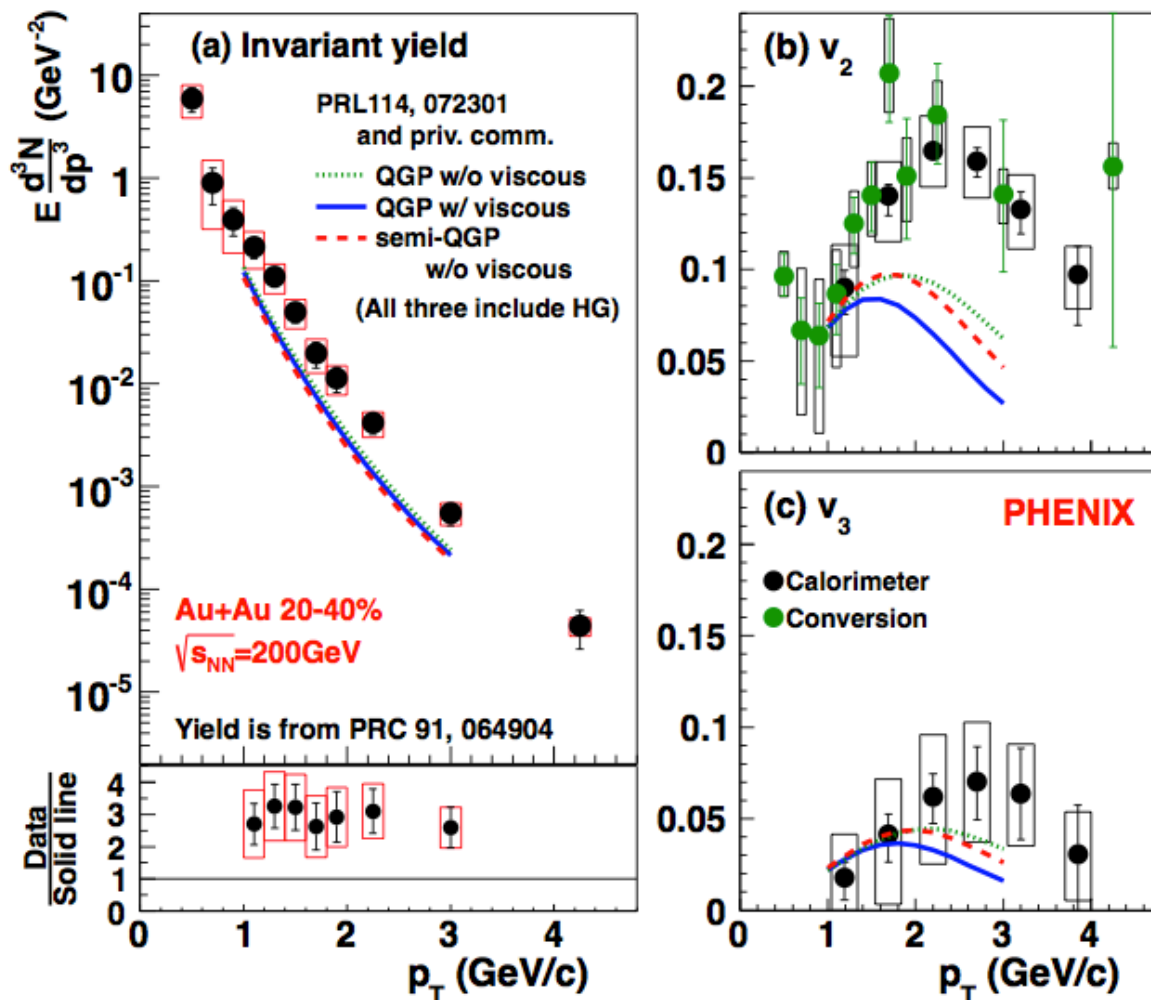 (a) Invariant yield
E d³N/dp³ (GeV⁻²)
10
1
10⁻¹
10⁻²
10⁻³
10⁻⁴
10⁻⁵
PRL114, 072301
and priv. comm.
QGP w/o viscous
QGP w/ viscous
semi-QGP
w/o viscous
(All three include HG)
Au+Au 20-40%
√sNN=200GeV
Yield is from PRC 91, 064904
Data
Solid line
4
3
2
1
0
0 1 2 3 4
pT (GeV/c)
(b) v₂
0.2
0.15
0.1
0.05
0
(c) v₃
PHENIX
Calorimeter
Conversion
0.2
0.15
0.1
0.05
0
0 1 2 3 4
pT (GeV/c)